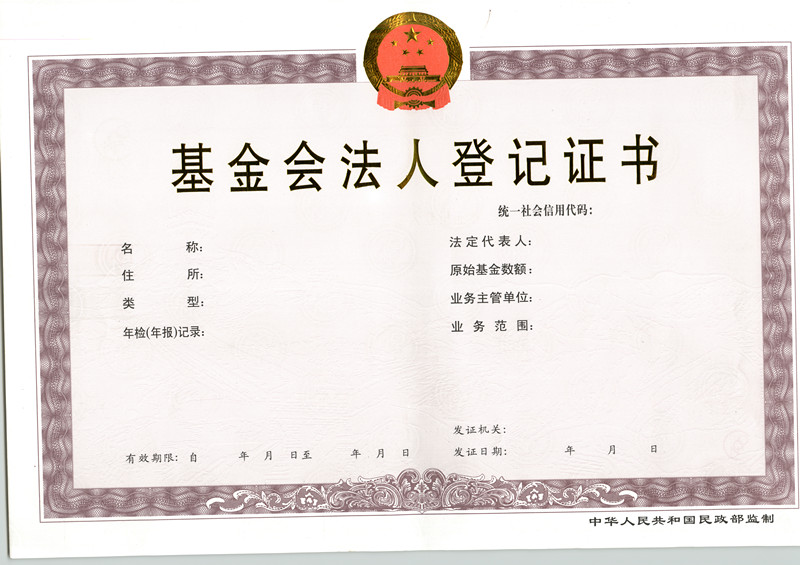 基金会法人登记证书
统一社会信用代码：
名称：
法定代表人：
住所：
原始基金数额：
类型：
业务主管单位：
年检(年报)记录：
业务范围：
发证机关：
有效期限：自 年 月 日至 年 月 日
发证日期： 年 月 日
中华人民共和国民政部监制